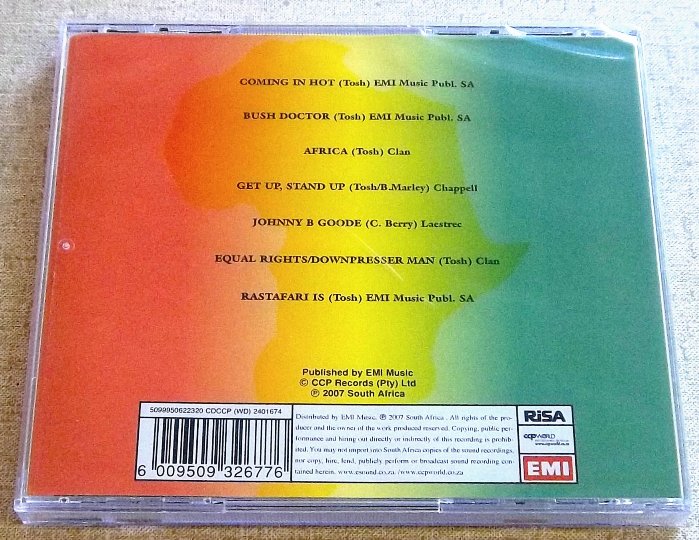 COMING IN HOT (Tosh) EMI Music Publ. SA
BUSH DOCTOR (Tosh) EMI Music Publ. SA
AFRICA (Tosh) Clan
GET UP, STAND UP (Tosh/B.Marley) Chappell
JOHNNY B GOODE (C. Berry) Laestrec
EQUAL RIGHTS/DOWNPRESSER MAN (Tosh) Clan
RASTAFARI IS (Tosh) EMI Music Publ. SA
Published by EMI Music
© CCP Records (Pty) Ltd
℗ 2007 South Africa
5099950622320 CDCCP (WD) 2401674
6 009509 326776
Distributed by EMI Music. ℗ 2007 South Africa . All rights of the pro-
ducer and the owner of the work produced reserved. Copying, public per-
formance and hiring out directly or indirectly of this recording is prohib-
ited. You may not import into South Africa copies of the sound recordings,
nor copy, hire, lend, publicly perform or broadcast sound recording con-
tained herein. www.esound.co.za. /www.ccpworld.co.za
RiSA
CCPWORLD
www.ccpworld.co.za
EMI